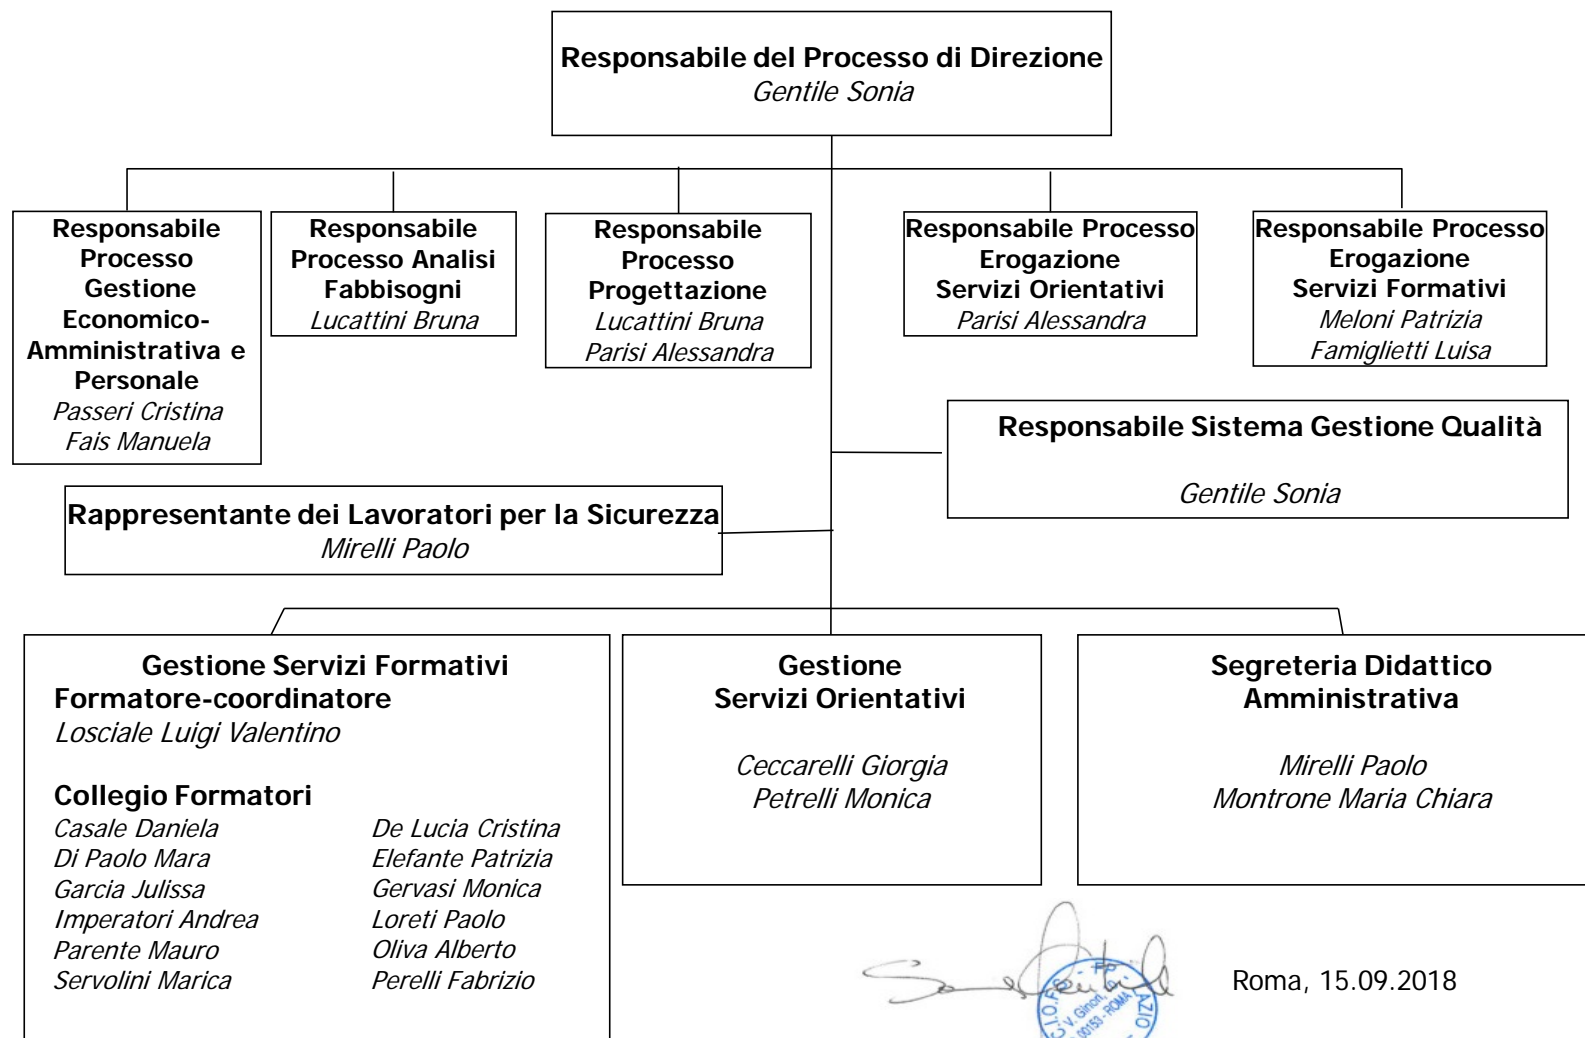 Responsabile del Processo di Direzione
Gentile Sonia
Responsabile
Processo
Gestione
Economico-
Amministrativa e
Personale
Passeri Cristina
Fais Manuela
Responsabile
Processo Analisi
Fabbisogni
Lucattini Bruna
Responsabile
Processo
Progettazione
Lucattini Bruna
Parisi Alessandra
Responsabile Processo
Erogazione
Servizi Orientativi
Parisi Alessandra
Responsabile Processo
Erogazione
Servizi Formativi
Meloni Patrizia
Famiglietti Luisa
Responsabile Sistema Gestione Qualità
Gentile Sonia
Rappresentante dei Lavoratori per la Sicurezza
Mirelli Paolo
Gestione Servizi Formativi
Formatore-coordinatore
Losciale Luigi Valentino
Collegio Formatori
Casale Daniela
Di Paolo Mara
Garcia Julissa
Imperatori Andrea
Parente Mauro
Servolini Marica
De Lucia Cristina
Elefante Patrizia
Gervasi Monica
Loreti Paolo
Oliva Alberto
Perelli Fabrizio
Gestione
Servizi Orientativi
Ceccarelli Giorgia
Petrelli Monica
Segreteria Didattico
Amministrativa
Mirelli Paolo
Montrone Maria Chiara
C.I.O.F.S. - FP
V. Ginori, 10
00153 - ROMA
Roma, 15.09.2018